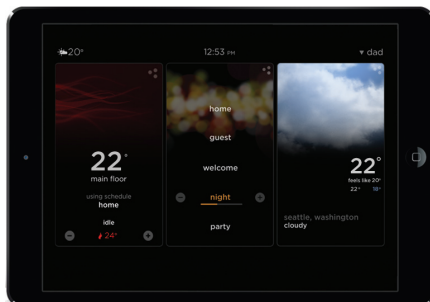 20°
12:53 PM
dad
22°
main floor
using schedule
home
idle
24°
home
guest
welcome
night
party
22°
feels like 20°
22° 18°
seattle, washington
cloudy